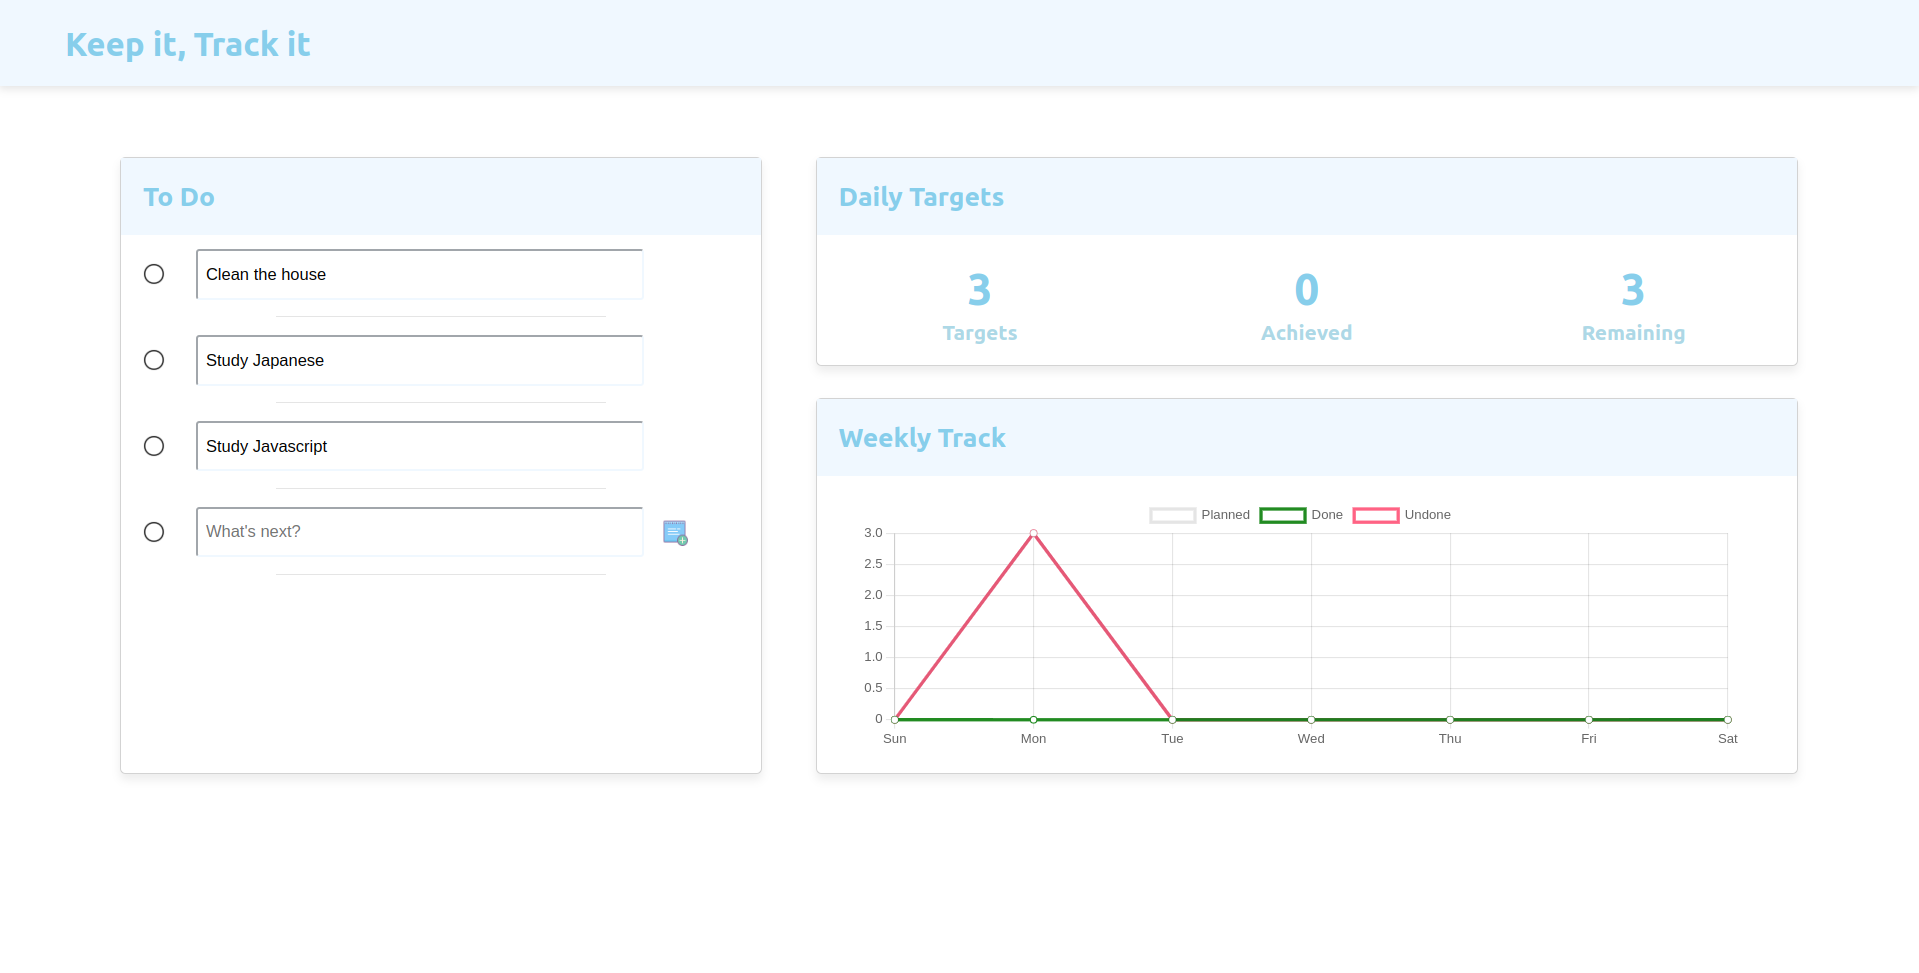 Keep it, Track it
To Do
Clean the house
Study Japanese
Study Javascript
What's next?
Daily Targets
3 0 3
Targets Achieved Remaining
Weekly Track
Planned Done Undone
3.0
2.5
2.0
1.5
1.0
0.5
0
Sun Mon Tue Wed Thu Fri Sat